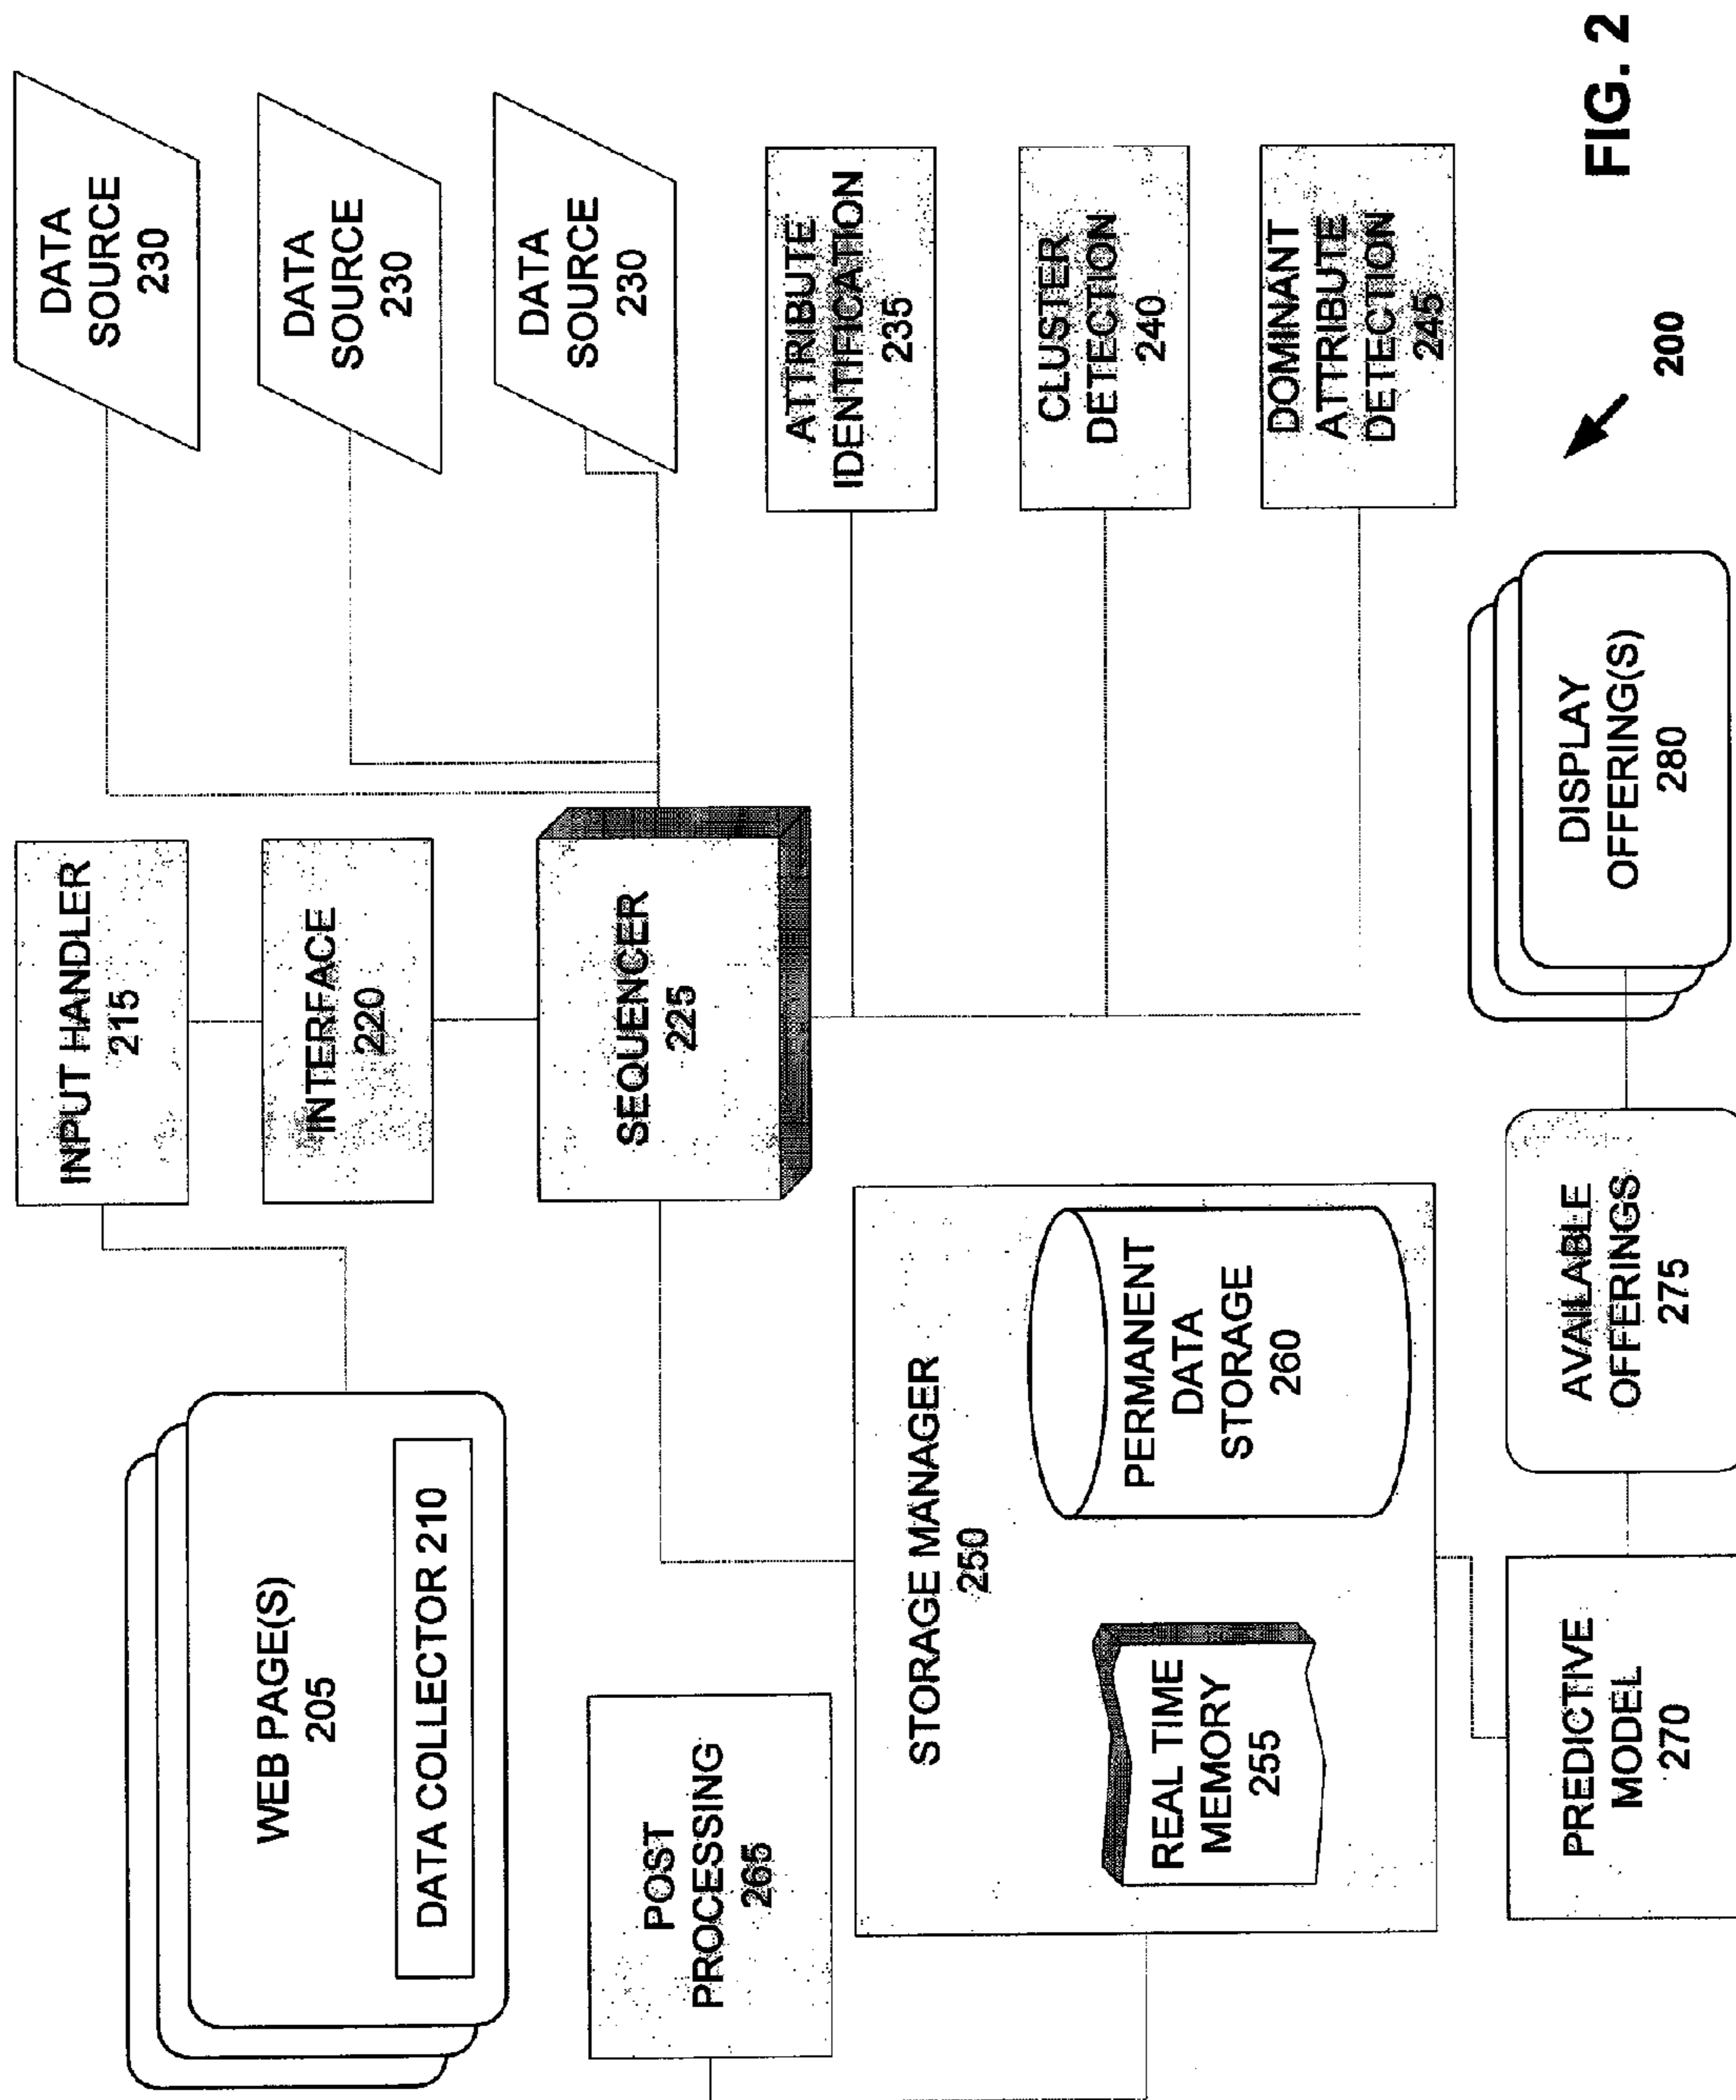 WEB PAGE(S)
205
DATA COLLECTOR 210
INPUT HANDLER
215
DATA
SOURCE
230
INTERFACE
220
DATA
SOURCE
230
SEQUENCER
225
DATA
SOURCE
230
POST
PROCESSING
265
ATTRIBUTE
IDENTIFICATION
235
STORAGE MANAGER
250
CLUSTER
DETECTION
240
REAL TIME
MEMORY
255
PERMANENT
DATA
STORAGE
260
DOMINANT
ATTRIBUTE
DETECTION
245
PREDICTIVE
MODEL
270
AVAILABLE
OFFERINGS
275
DISPLAY
OFFERING(S)
280
200
FIG. 2